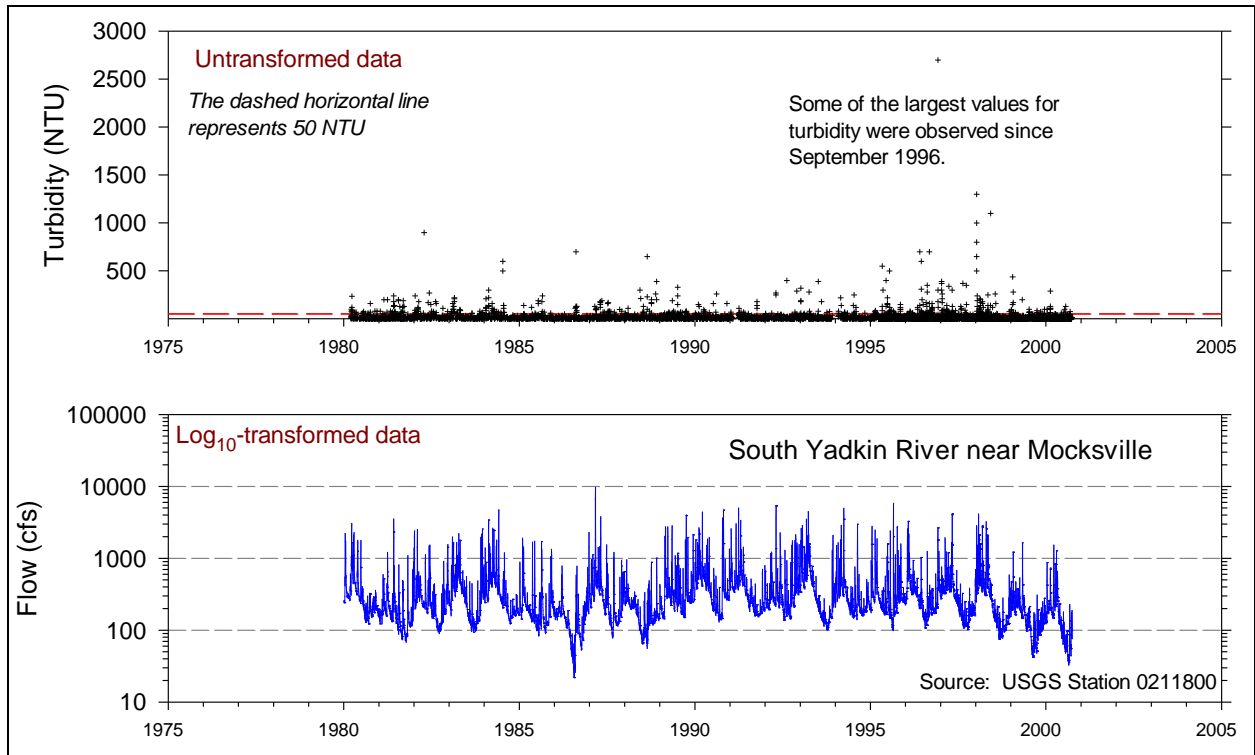 3000
2500
2000
1500
1000
500
Turbidity (NTU)
Untransformed data
The dashed horizontal line
represents 50 NTU
Some of the largest values for
turbidity were observed since
September 1996.
1975 1980 1985 1990 1995 2000 2005
100000
10000
1000
100
10
Flow (cfs)
Log10-transformed data
South Yadkin River near Mocksville
Source: USGS Station 0211800
1975 1980 1985 1990 1995 2000 2005